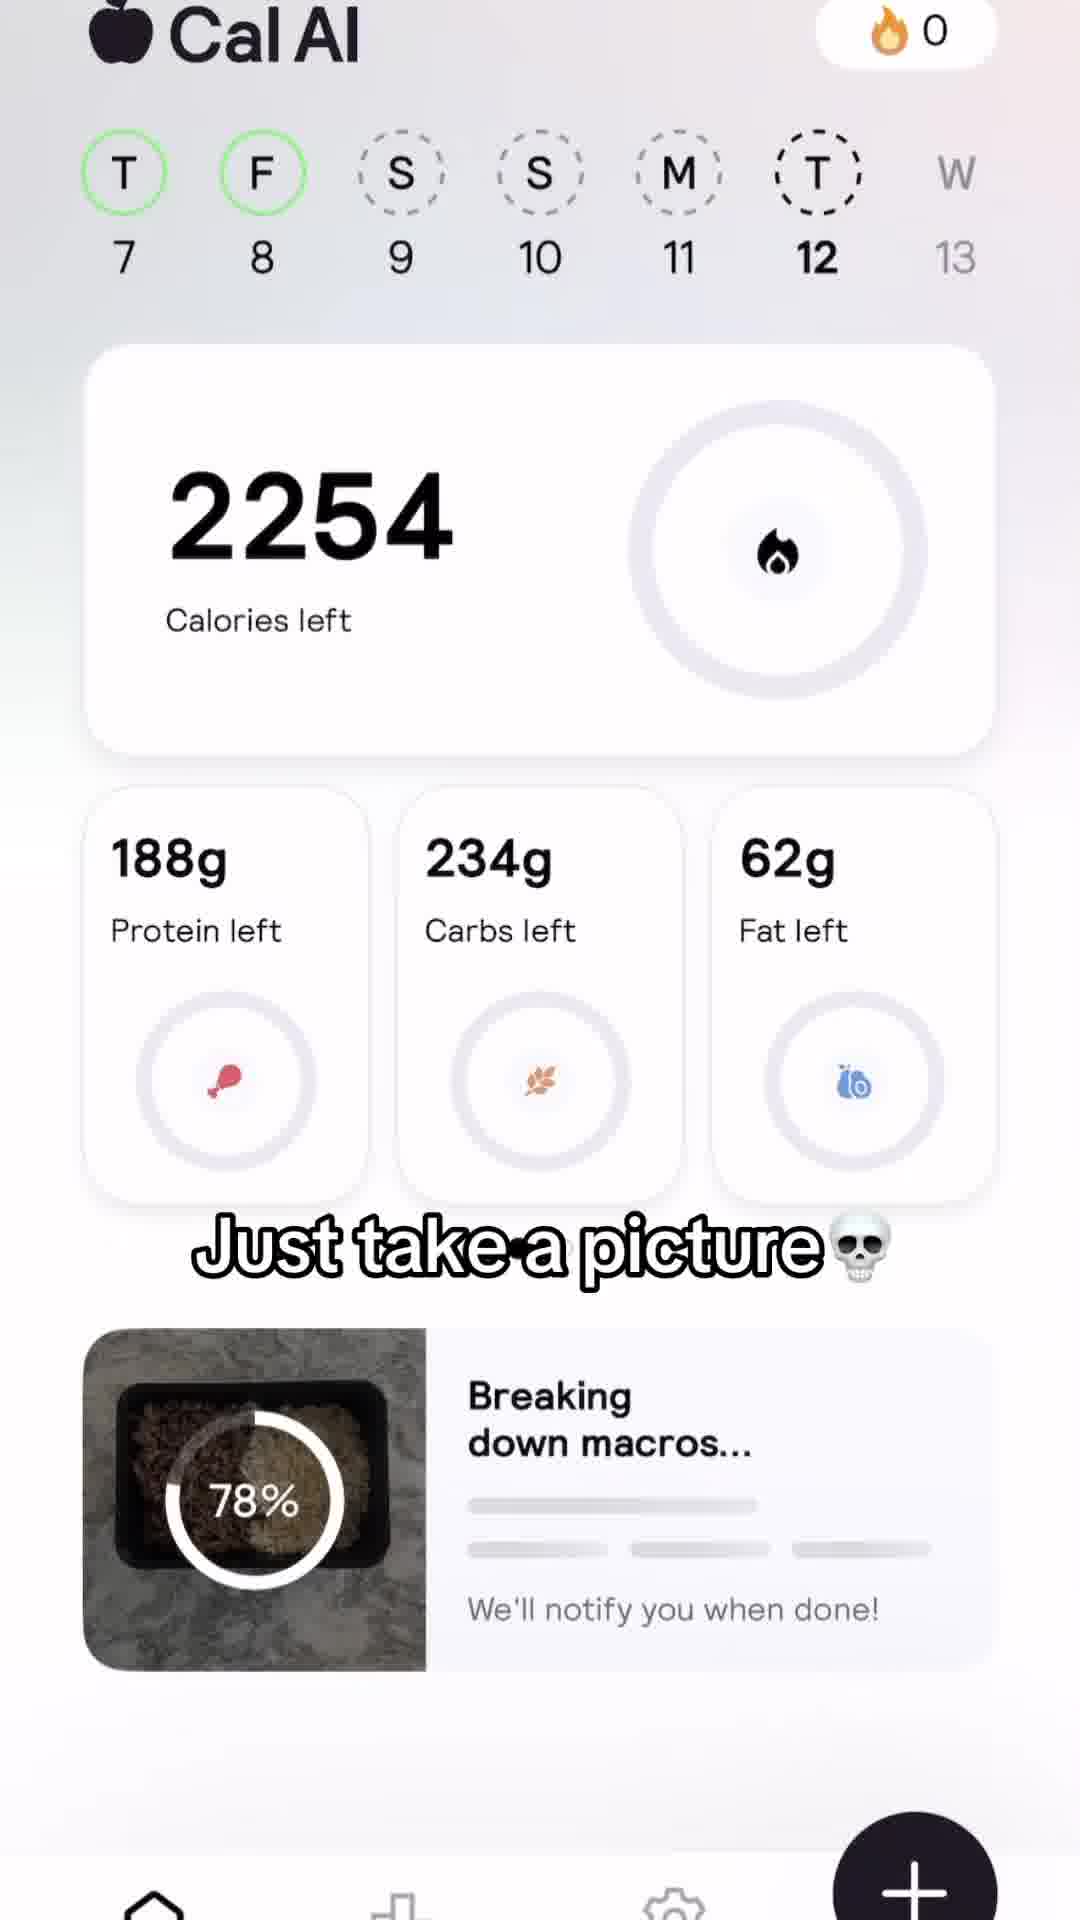 Cal AI
🔥 0
T F S S M T W
7 8 9 10 11 12 13
2254
Calories left
188g
Protein left
234g
Carbs left
62g
Fat left
Just take a picture💀
78%
Breaking
down macros...
We'll notify you when done!